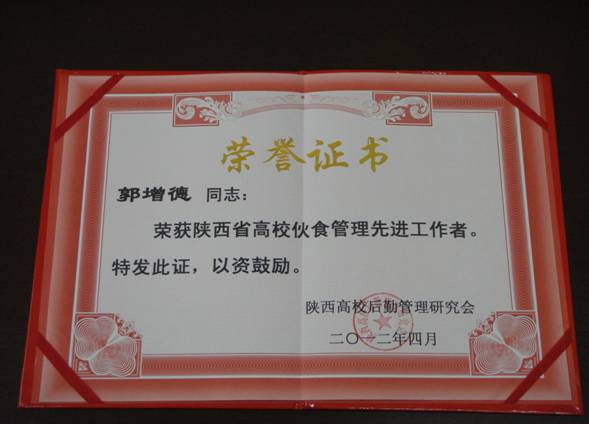 荣誉证书
郭增德 同志：
荣获陕西省高校伙食管理先进工作者。
特发此证，以资鼓励。
陕西高校后勤管理研究会
二〇一二年四月